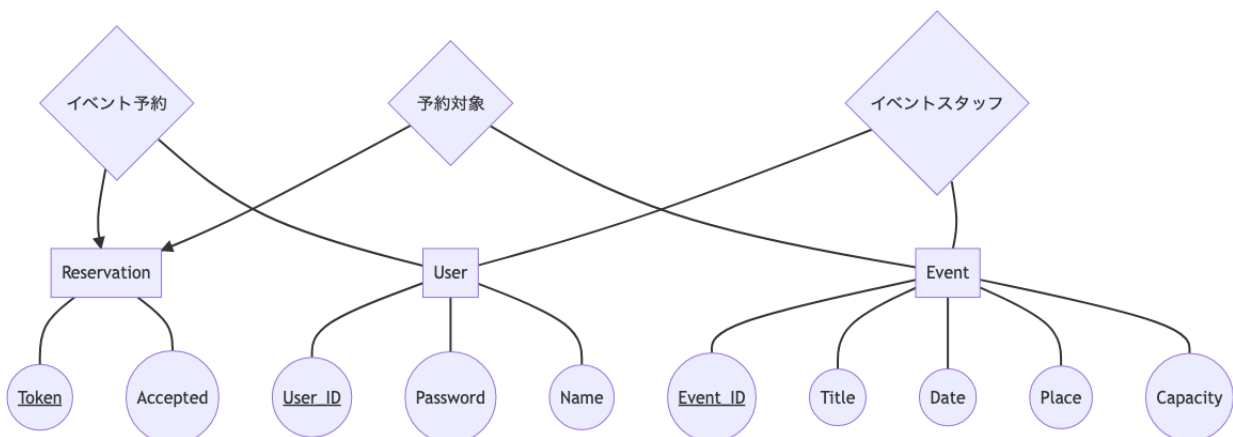 イベント予約
予約対象
イベントスタッフ
Reservation
User
Event
Token
Accepted
User_ID
Password
Name
Event_ID
Title
Date
Place
Capacity